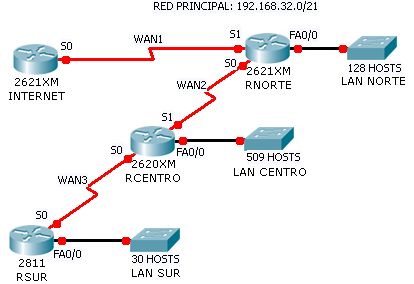 RED PRINCIPAL: 192.168.32.0/21
WAN1
S1
FA0/0
S0
S0
2621XM
INTERNET
2621XM
RNORTE
128 HOSTS
LAN NORTE
WAN2
S1
S0
FA0/0
2620XM
RCENTRO
509 HOSTS
LAN CENTRO
WAN3
S0
FA0/0
2811
RSUR
30 HOSTS
LAN SUR